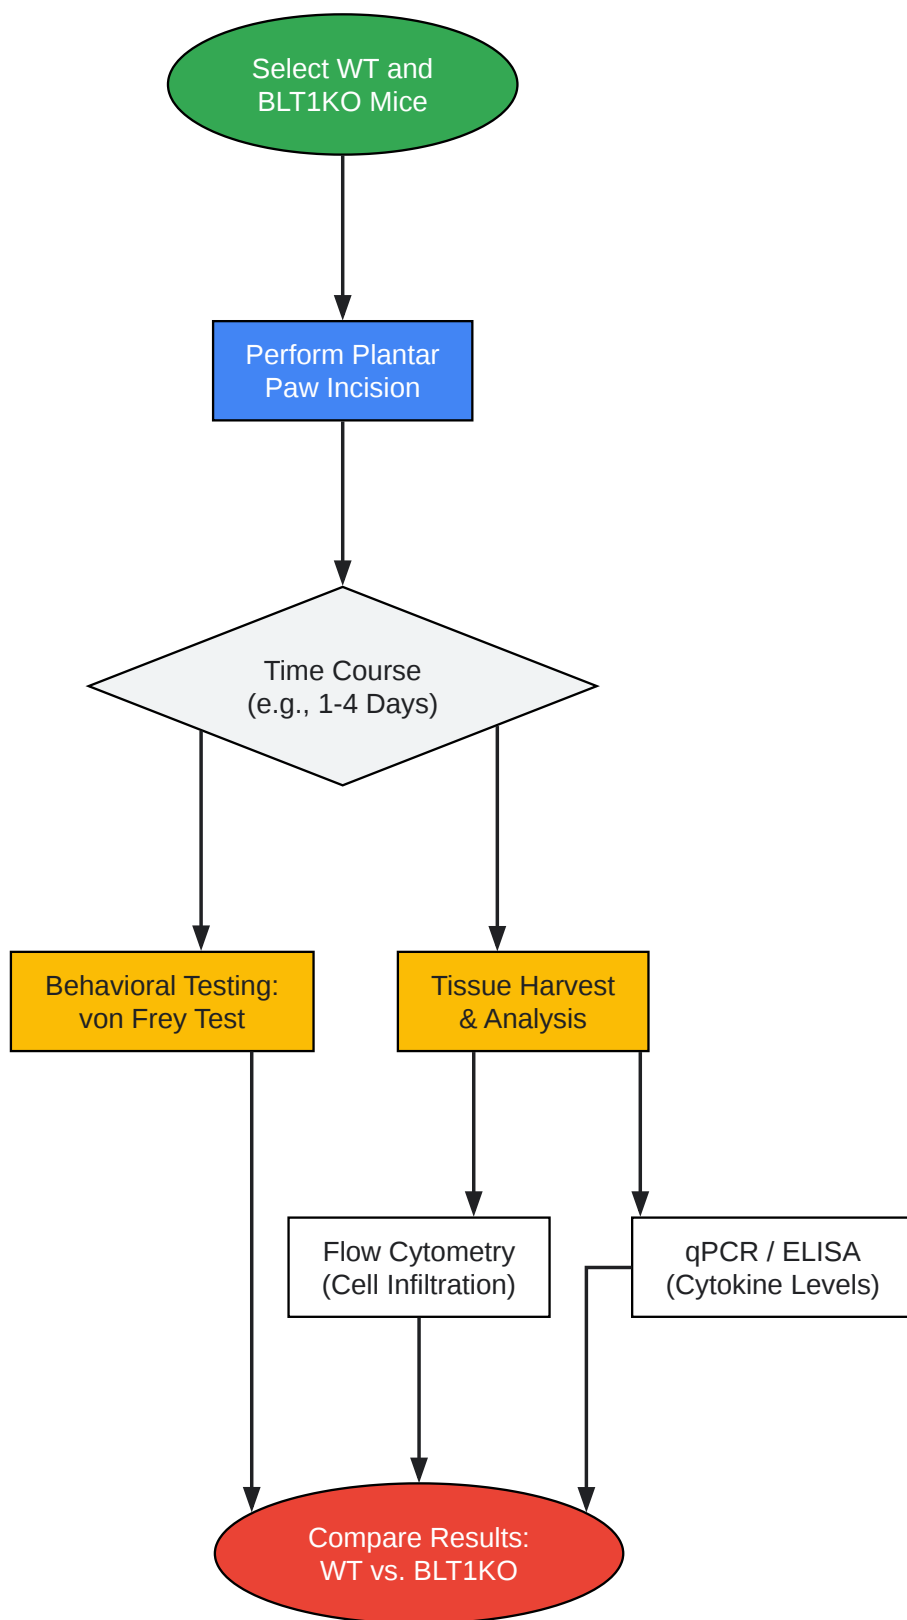 Select WT and
BLT1KO Mice
Perform Plantar
Paw Incision
Time Course
(e.g., 1-4 Days)
Behavioral Testing:
von Frey Test
Tissue Harvest
& Analysis
Flow Cytometry
(Cell Infiltration)
qPCR / ELISA
(Cytokine Levels)
Compare Results:
WT vs. BLT1KO